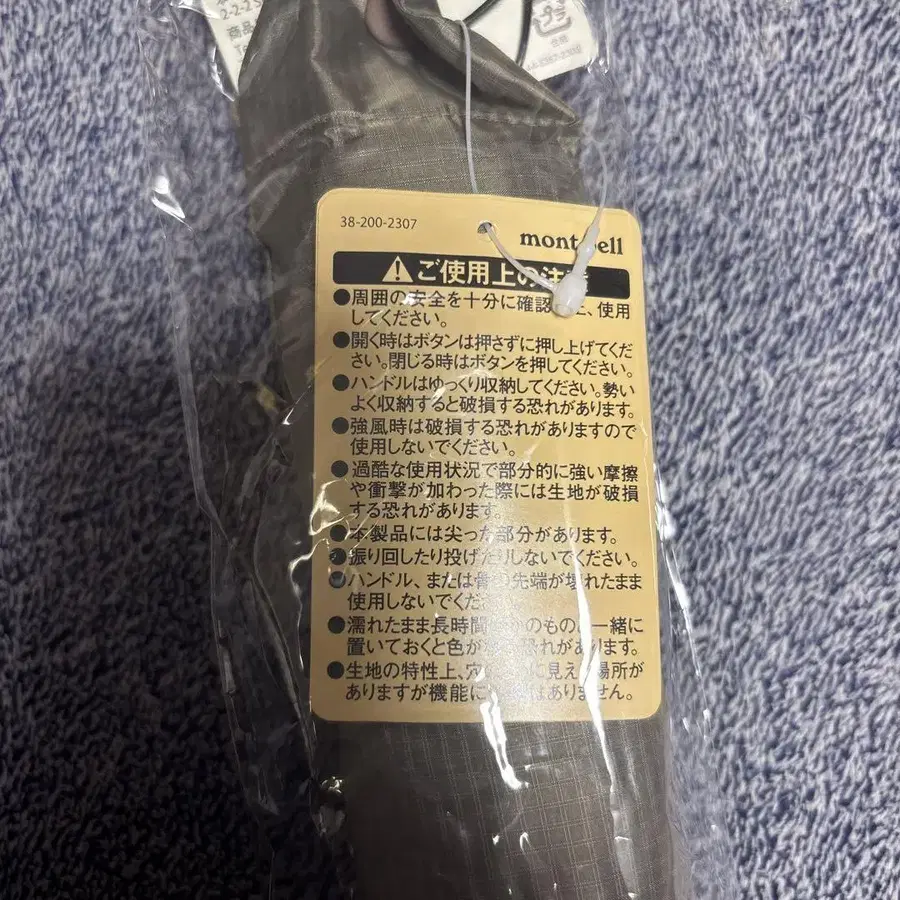 2-2-2
商品
プラ
38-200-2307
mont-bell
ご使用上の注意
●周囲の安全を十分に確認の上、使用
してください。
●開く時はボタンは押さずに押し上げてくだ
さい。閉じる時はボタンを押してください。
●ハンドルはゆっくり収納してください。勢い
よく収納すると破損する恐れがあります。
●強風時は破損する恐れがありますので
使用しないでください。
●過酷な使用状況で部分的に強い摩擦
や衝撃が加わった際には生地が破損
する恐れがあります。
●本製品には尖った部分があります。
●振り回したり投げたりしないでください。
●ハンドル、または骨の先端が壊れたまま
使用しないでください。
●濡れたまま長時間 のものと一緒に
置いておくと色が 恐れがあります。
●生地の特性上、穴 に見える場所が
ありますが機能に はありません。